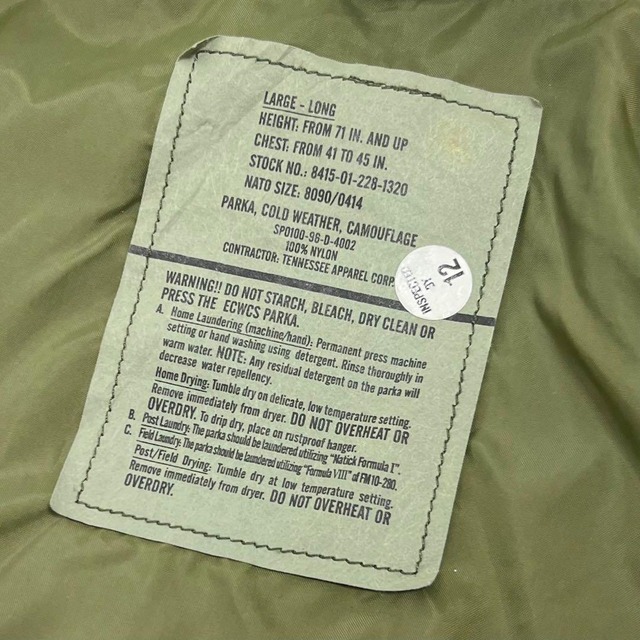 LARGE - LONG
HEIGHT: FROM 71 IN. AND UP
CHEST: FROM 41 TO 45 IN.
STOCK NO.: 8415-01-228-1320
NATO SIZE: 8090/0414
PARKA, COLD WEATHER, CAMOUFLAGE
SPO100-96-D-4002
100% NYLON
CONTRACTOR: TENNESSEE APPAREL CORP.
INSPECTED
BY
12
WARNING!! DO NOT STARCH, BLEACH, DRY CLEAN OR
PRESS THE ECWCS PARKA.
A. Home Laundering (machine/hand): Permanent press machine
setting or hand washing using detergent. Rinse thoroughly in
warm water. NOTE: Any residual detergent on the parka will
decrease water repellency.
Home Drying: Tumble dry on delicate, low temperature setting.
Remove immediately from dryer. DO NOT OVERHEAT OR
OVERDRY. To drip dry, place on rustproof hanger.
B. Post Laundry: The parka should be laundered utilizing "Natick Formula I".
C. Field Laundry: The parka should be laundered utilizing "Formula VIII" of FM 10-280.
Post/Field Drying: Tumble dry at low temperature setting.
Remove immediately from dryer. DO NOT OVERHEAT OR
OVERDRY.